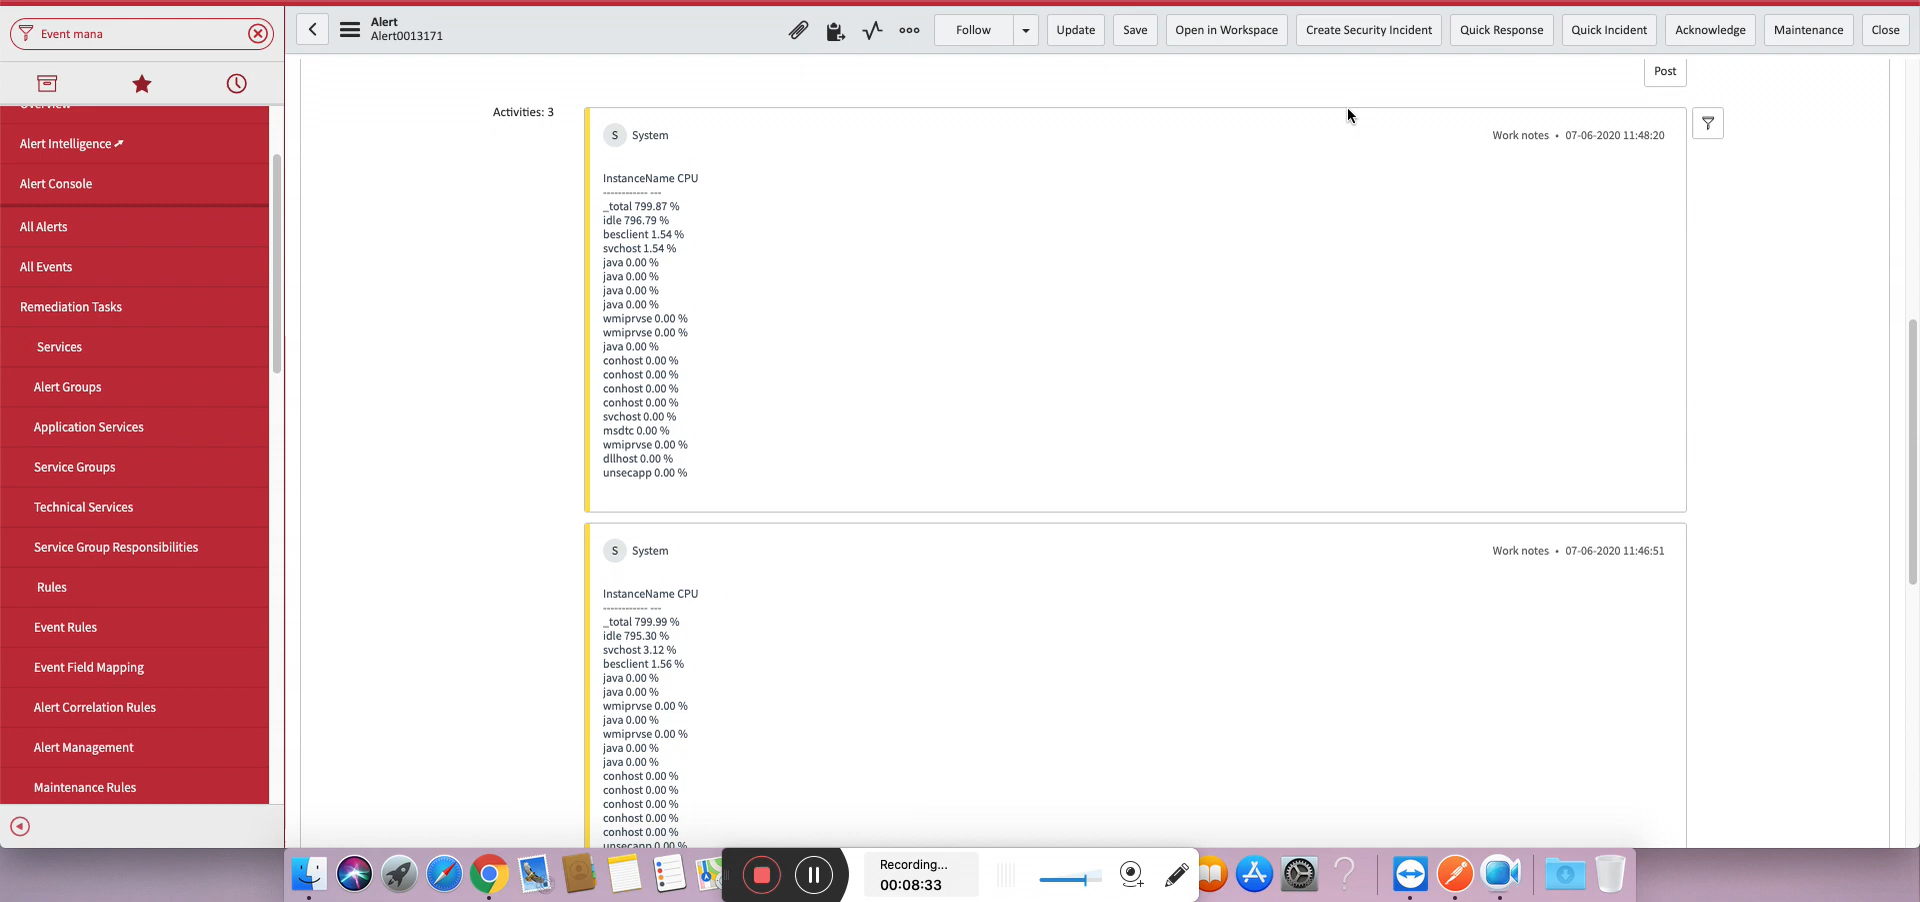 Event mana
Overview
Alert Intelligence
Alert Console
All Alerts
All Events
Remediation Tasks
Services
Alert Groups
Application Services
Service Groups
Technical Services
Service Group Responsibilities
Rules
Event Rules
Event Field Mapping
Alert Correlation Rules
Alert Management
Maintenance Rules
Alert
Alert0013171
Follow
Update
Save
Open in Workspace
Create Security Incident
Quick Response
Quick Incident
Acknowledge
Maintenance
Close
Post
Activities: 3
S System
Work notes • 07-06-2020 11:48:20
InstanceName CPU
------------ ---
_total 799.87 %
idle 796.79 %
besclient 1.54 %
svchost 1.54 %
java 0.00 %
java 0.00 %
java 0.00 %
java 0.00 %
wmiprvse 0.00 %
wmiprvse 0.00 %
java 0.00 %
conhost 0.00 %
conhost 0.00 %
conhost 0.00 %
conhost 0.00 %
svchost 0.00 %
msdtc 0.00 %
wmiprvse 0.00 %
dllhost 0.00 %
unsecapp 0.00 %
S System
Work notes • 07-06-2020 11:46:51
InstanceName CPU
------------ ---
_total 799.99 %
idle 795.30 %
svchost 3.12 %
besclient 1.56 %
java 0.00 %
java 0.00 %
wmiprvse 0.00 %
java 0.00 %
wmiprvse 0.00 %
java 0.00 %
java 0.00 %
conhost 0.00 %
conhost 0.00 %
conhost 0.00 %
conhost 0.00 %
conhost 0.00 %
unsecapp 0.00 %
Recording...
00:08:33